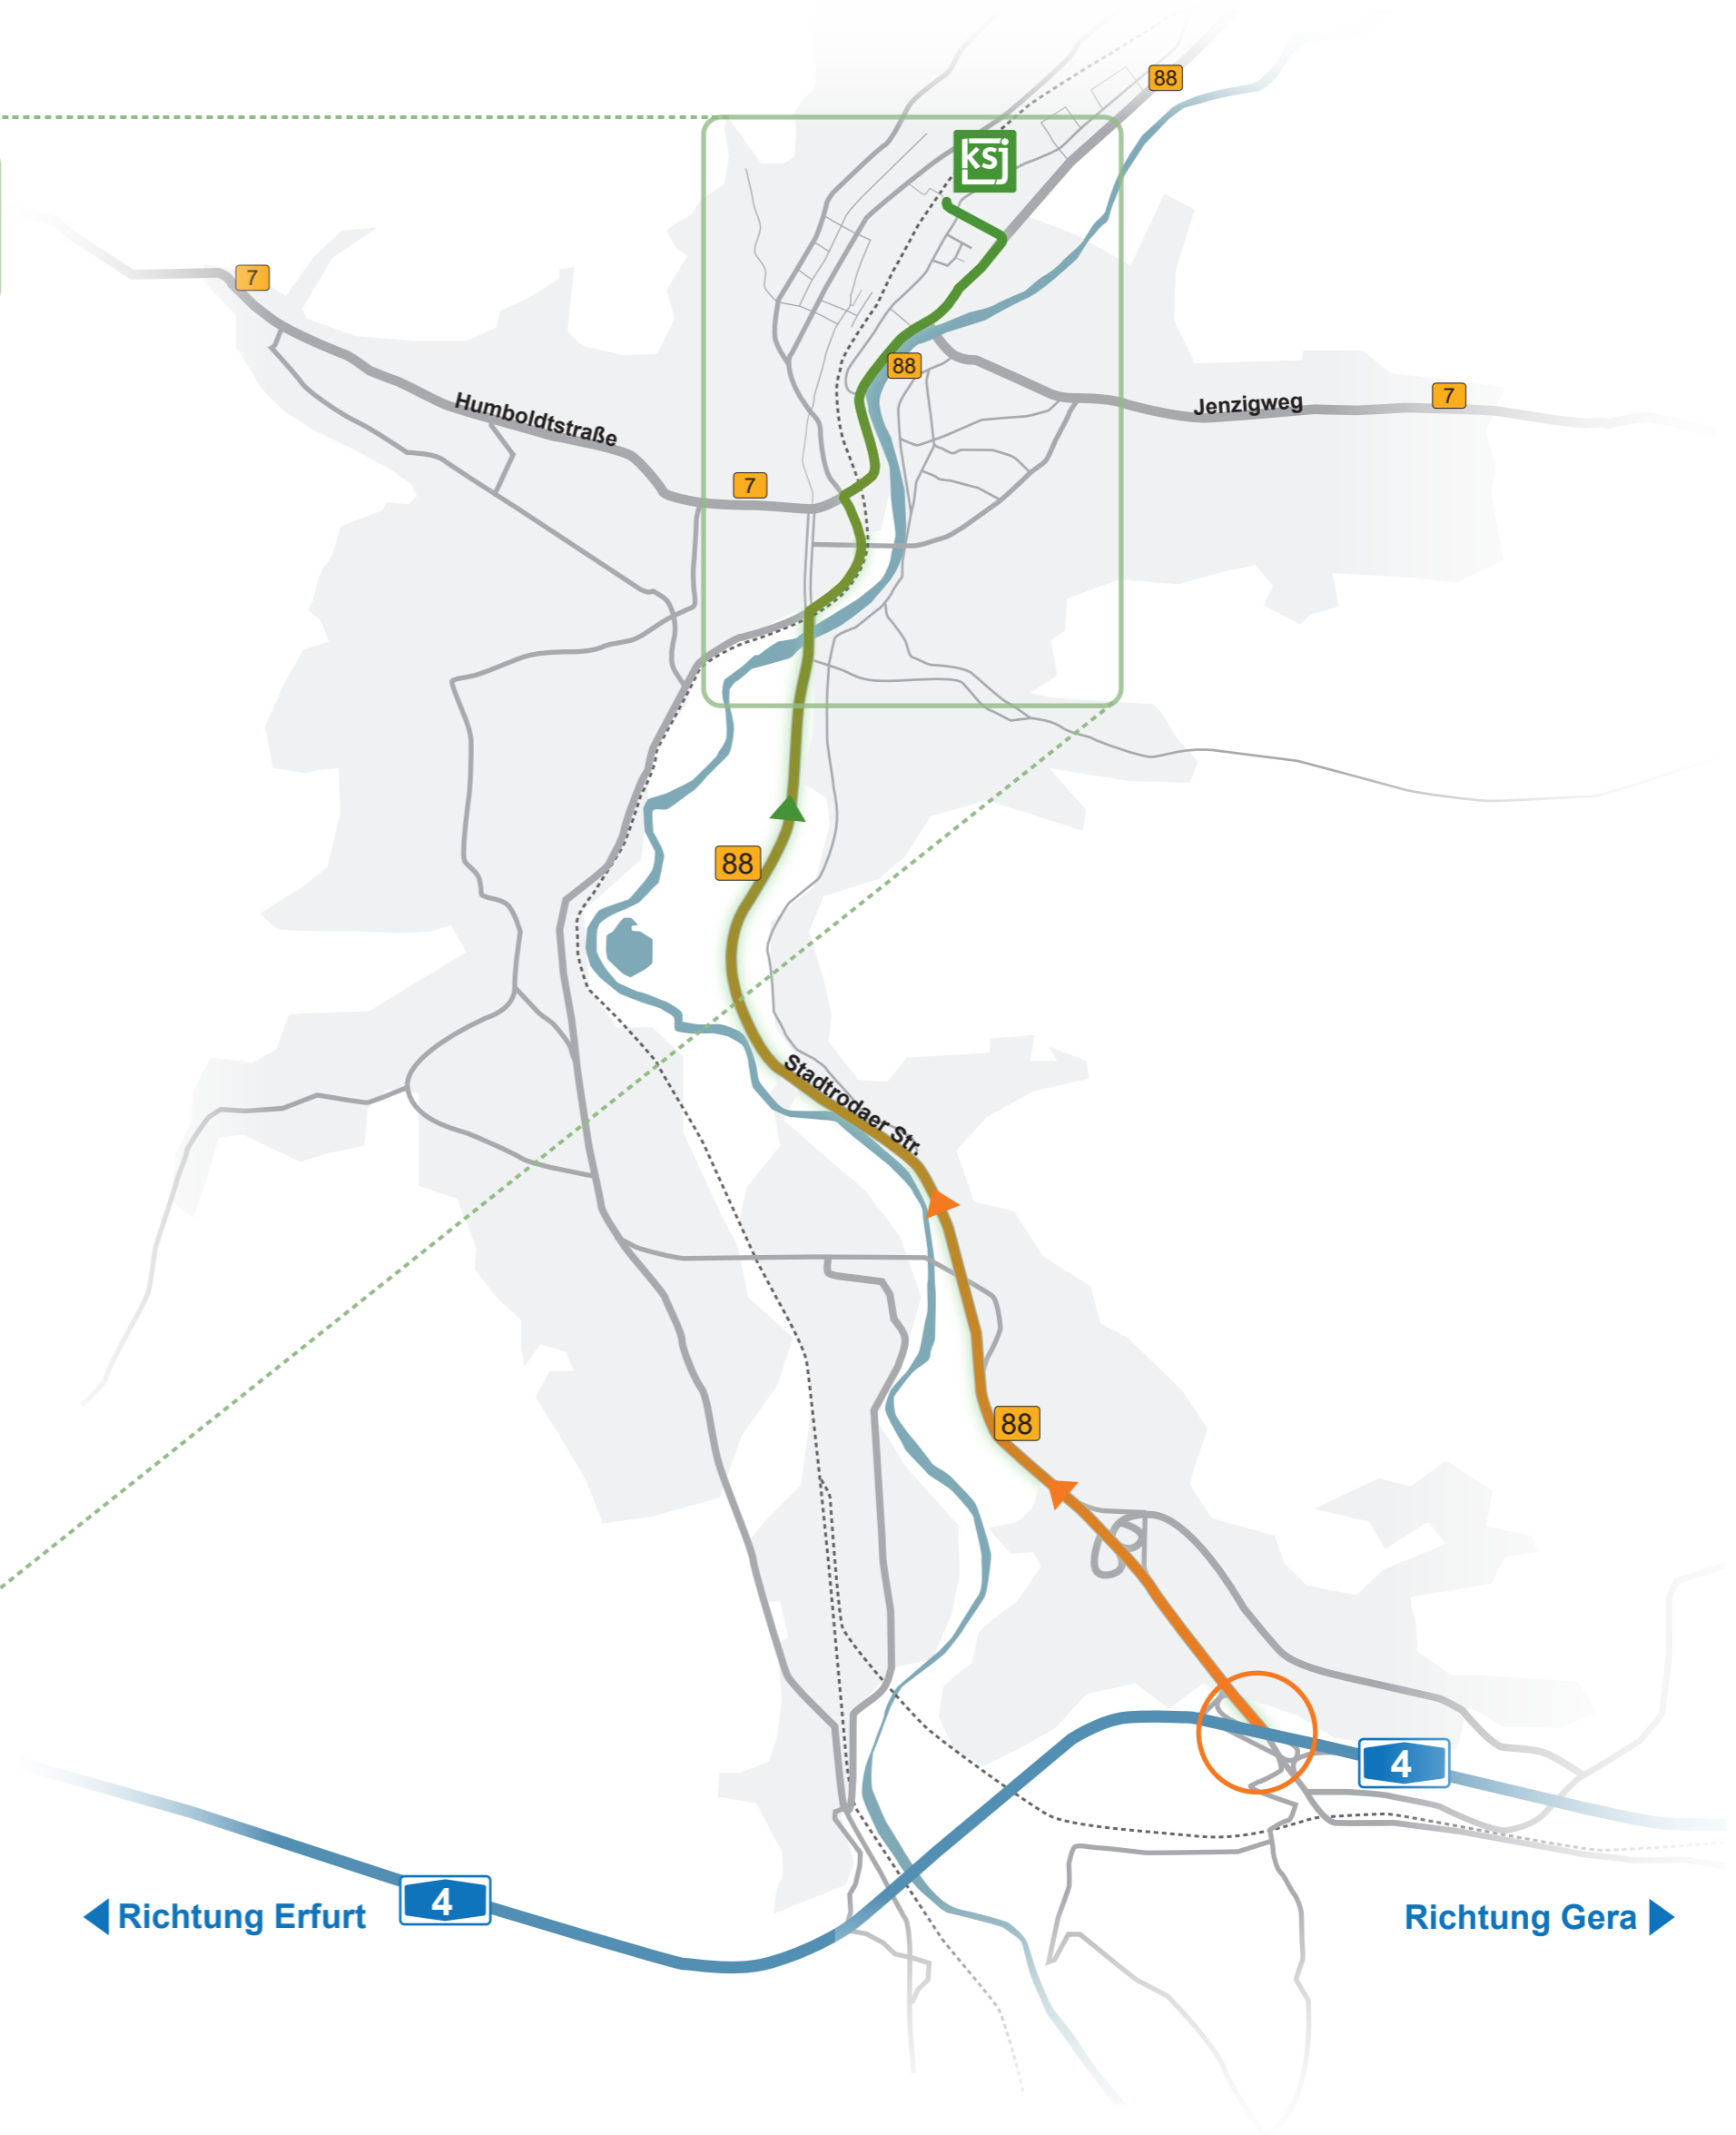 88
ksj
7
88
Jenzigweg
7
Humboldtstraße
7
88
Stadtrodaer Str.
88
4
4
Richtung Erfurt
Richtung Gera